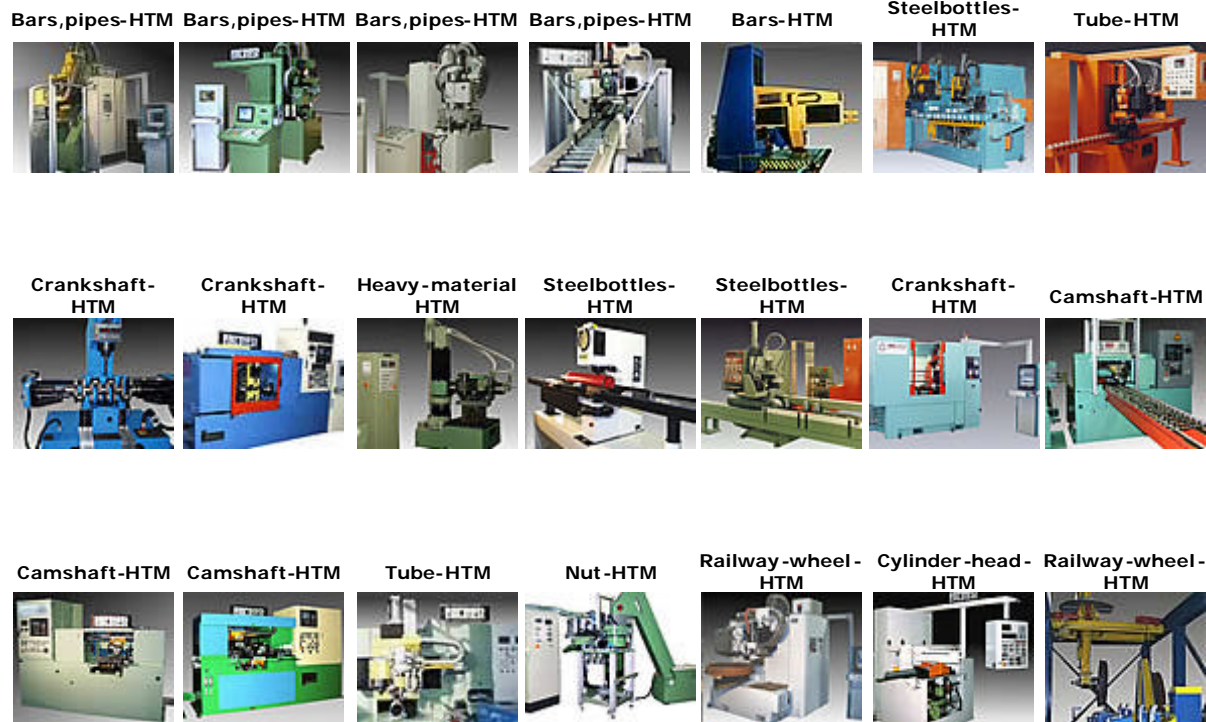 Bars,pipes-HTM
Bars,pipes-HTM
Bars,pipes-HTM
Bars,pipes-HTM
Bars-HTM
Steelbottles-
HTM
Tube-HTM
Crankshaft-
HTM
Crankshaft-
HTM
Heavy-material
HTM
Steelbottles-
HTM
Steelbottles-
HTM
Crankshaft-
HTM
Camshaft-HTM
Camshaft-HTM
Camshaft-HTM
Tube-HTM
Nut-HTM
Railway-wheel-
HTM
Cylinder-head-
HTM
Railway-wheel-
HTM